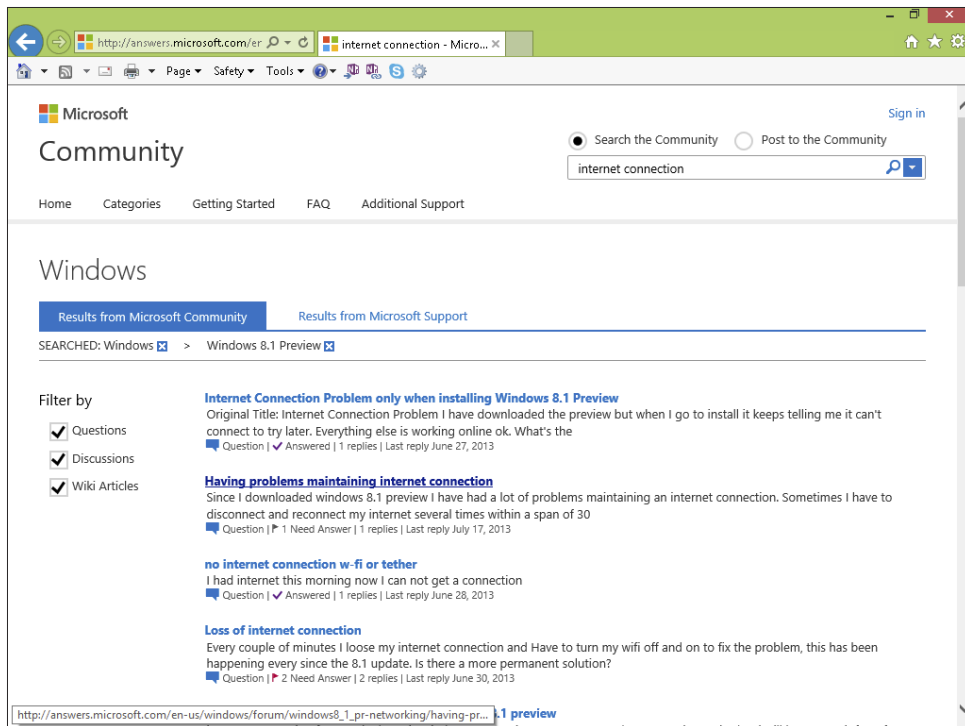 http://answers.microsoft.com/er
internet connection - Micro...
Page Safety Tools
Microsoft
Sign in
Community
Search the Community Post to the Community
internet connection
Home Categories Getting Started FAQ Additional Support
Windows
Results from Microsoft Community Results from Microsoft Support
SEARCHED: Windows > Windows 8.1 Preview
Filter by
Questions
Discussions
Wiki Articles
Internet Connection Problem only when installing Windows 8.1 Preview
Original Title: Internet Connection Problem I have downloaded the preview but when I go to install it keeps telling me it can't
connect to try later. Everything else is working online ok. What's the
Question | Answered | 1 replies | Last reply June 27, 2013
Having problems maintaining internet connection
Since I downloaded windows 8.1 preview I have had a lot of problems maintaining an internet connection. Sometimes I have to
disconnect and reconnect my internet several times within a span of 30
Question | 1 Need Answer | 1 replies | Last reply July 17, 2013
no internet connection w-fi or tether
I had internet this morning now I can not get a connection
Question | Answered | 1 replies | Last reply June 28, 2013
Loss of internet connection
Every couple of minutes I loose my internet connection and Have to turn my wifi off and on to fix the problem, this has been
happening every since the 8.1 update. Is there a more permanent solution?
Question | 2 Need Answer | 2 replies | Last reply June 30, 2013
http://answers.microsoft.com/en-us/windows/forum/windows8_1_pr-networking/having-pr...
.1 preview